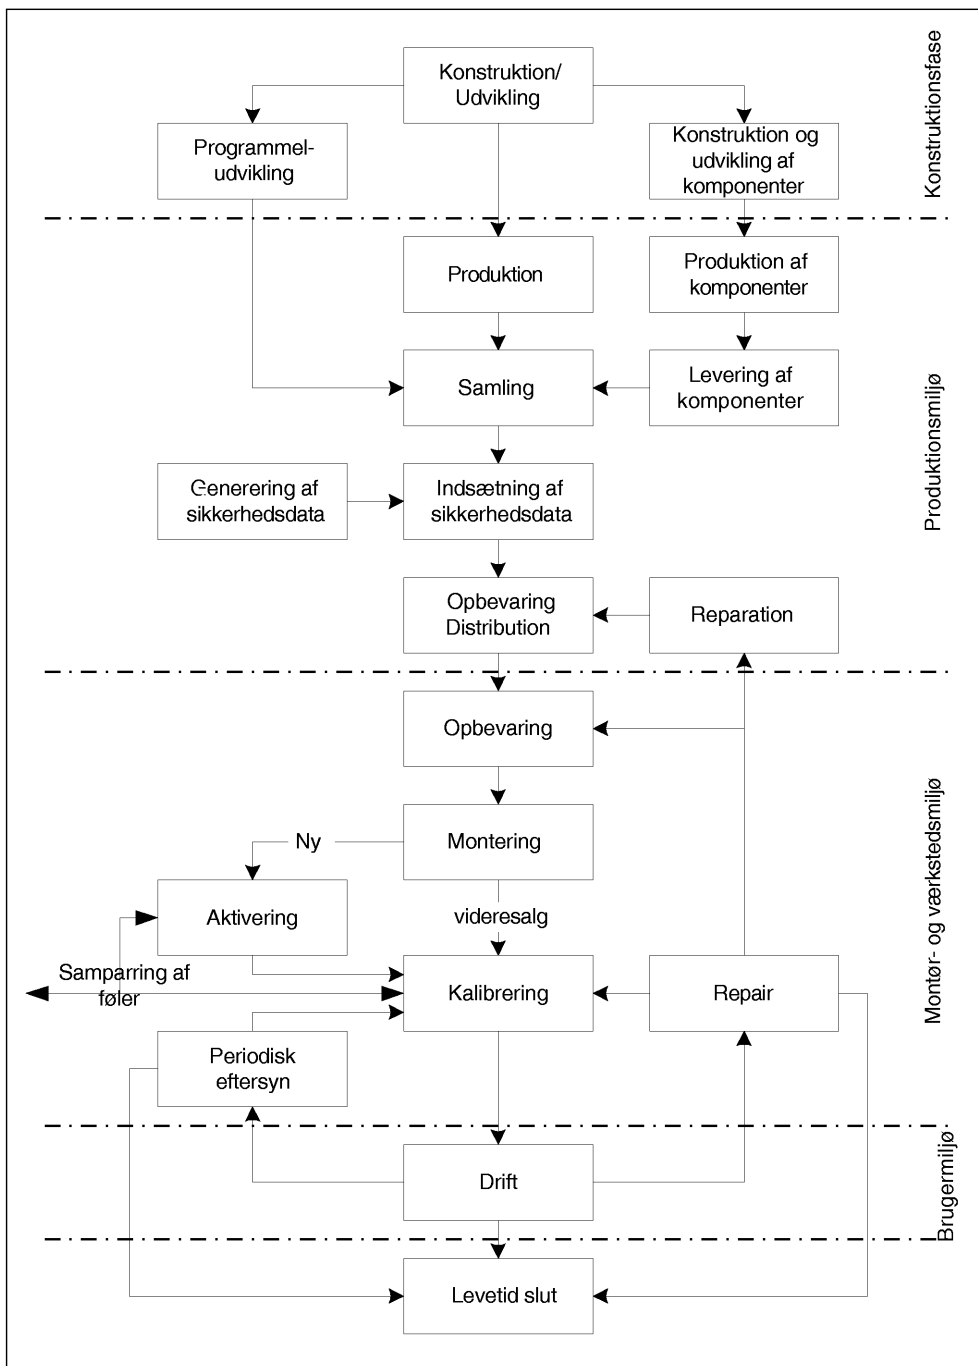 Konstruktion/
Udvikling
Programmel-
udvikling
Konstruktion og
udvikling af
komponenter
Konstruktionsfase
Produktion
Produktion af
komponenter
Samling
Levering af
komponenter
Generering af
sikkerhedsdata
Indsætning af
sikkerhedsdata
Opbevaring
Distribution
Reparation
Produktionsmiljø
Opbevaring
Montering
Ny
Aktivering
videresalg
Samparring af
føler
Kalibrering
Repair
Periodisk
eftersyn
Montør- og værkstedsmiljø
Drift
Brugermiljø
Levetid slut